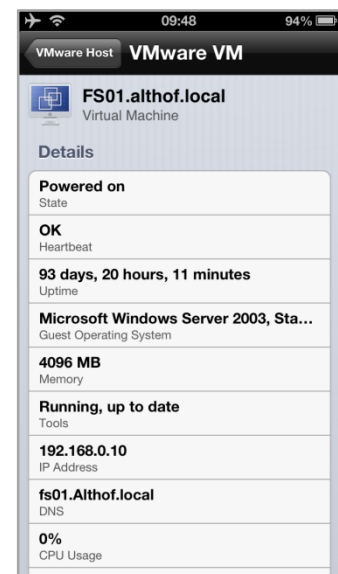 09:48
94%
VMware Host
VMware VM
FS01.althof.local
Virtual Machine
Details
Powered on
State
OK
Heartbeat
93 days, 20 hours, 11 minutes
Uptime
Microsoft Windows Server 2003, Sta...
Guest Operating System
4096 MB
Memory
Running, up to date
Tools
192.168.0.10
IP Address
fs01.Althof.local
DNS
0%
CPU Usage